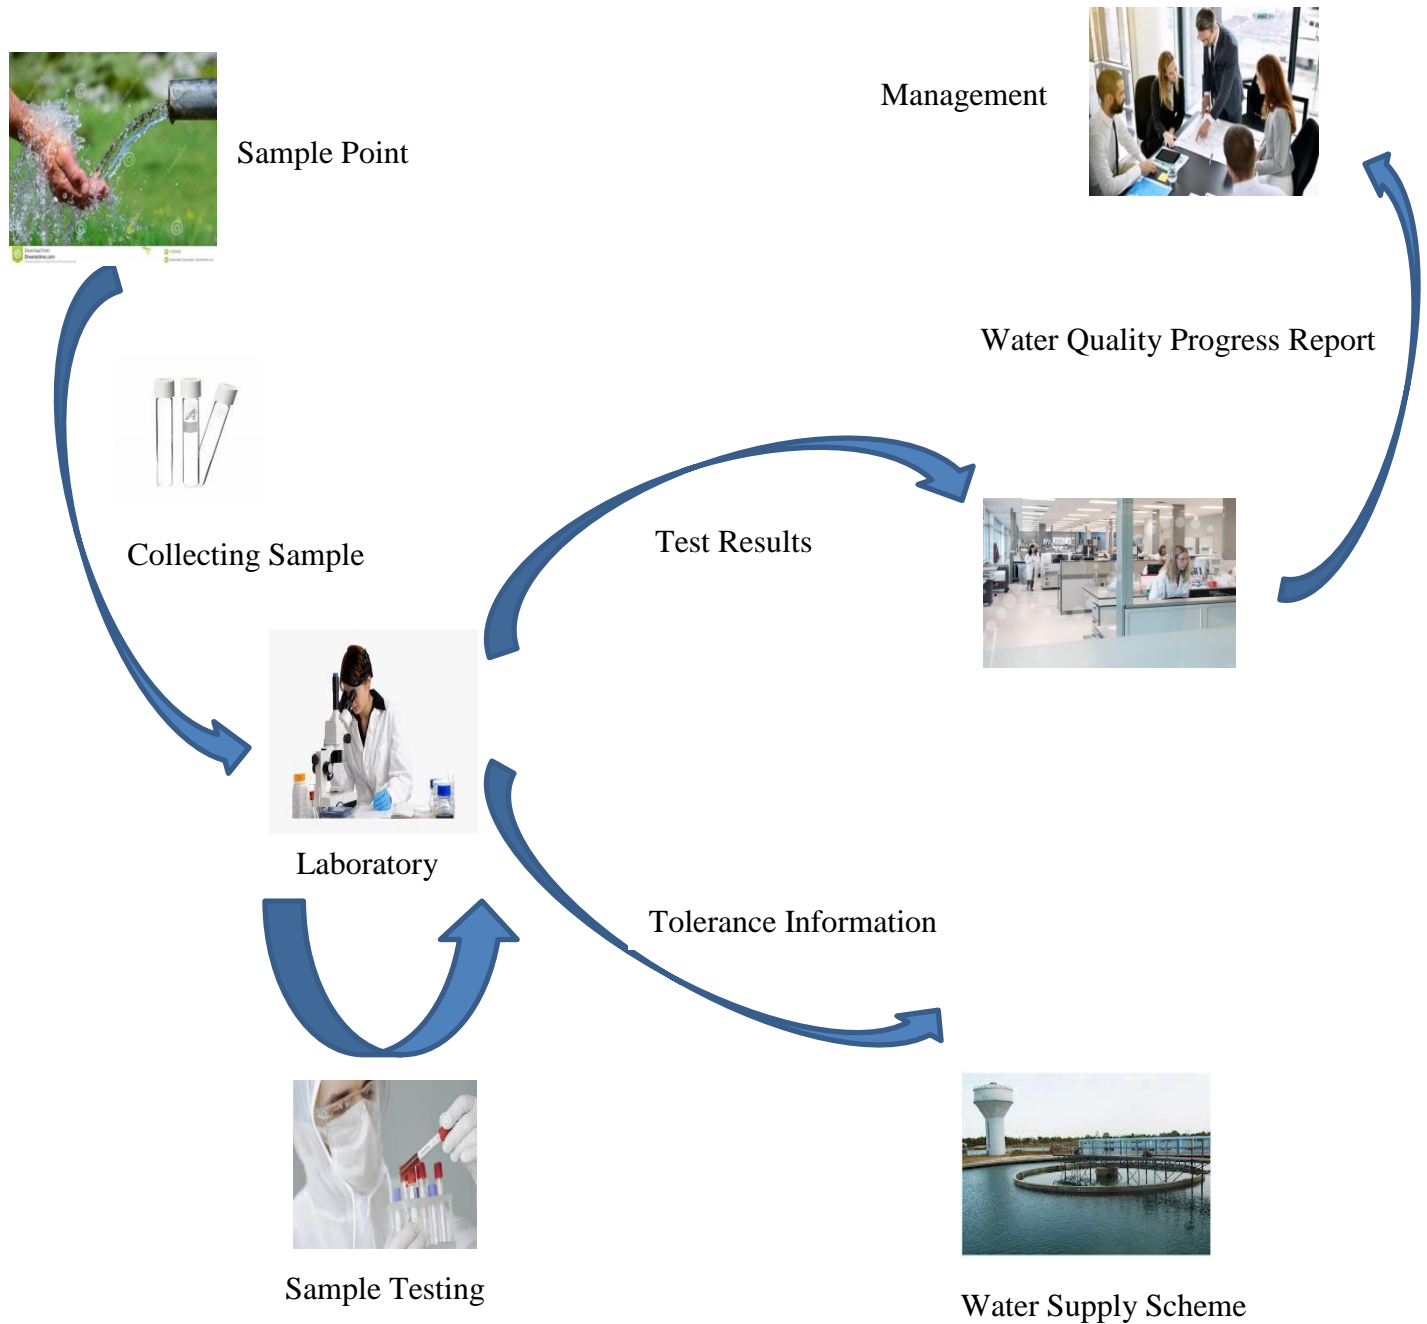 Management
Sample Point
Water Quality Progress Report
Test Results
Collecting Sample
Laboratory
Tolerance Information
Sample Testing
Water Supply Scheme